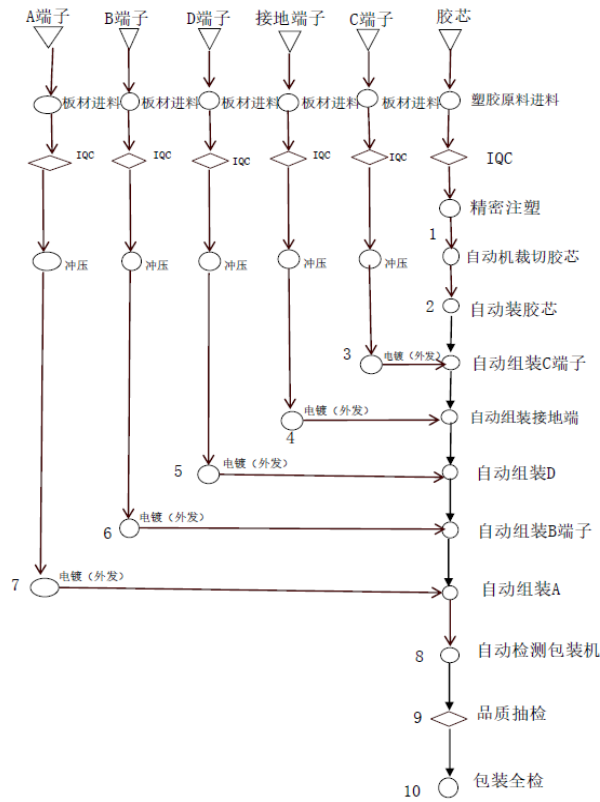 A端子 B端子 D端子 接地端子 C端子 胶芯
板材进料 板材进料 板材进料 板材进料 板材进料 塑胶原料进料
IQC IQC IQC IQC IQC IQC
精密注塑
1
冲压 冲压 冲压 冲压 冲压 自动机裁切胶芯
2 自动装胶芯
3 电镀（外发） 自动组装C端子
电镀（外发） 自动组装接地端
4
5 电镀（外发） 自动组装D
6 电镀（外发） 自动组装B端子
7 电镀（外发） 自动组装A
8 自动检测包装机
9 品质抽检
10 包装全检